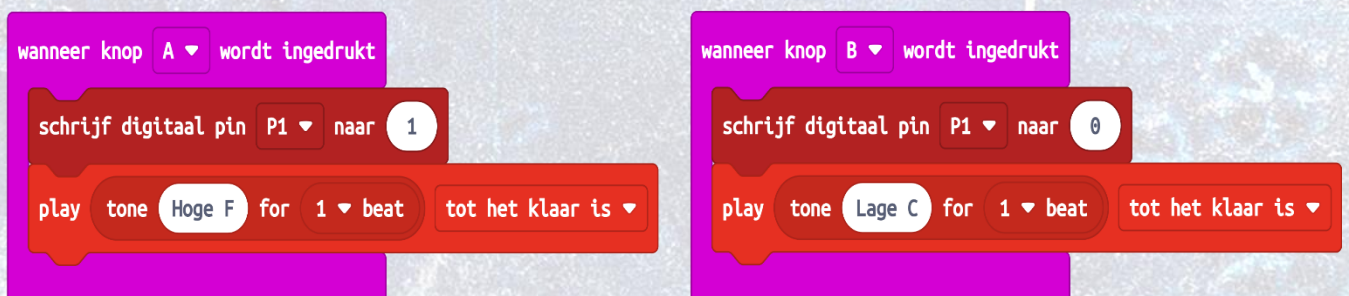 wanneer knop A wordt ingedrukt
schrijf digitaal pin P1 naar 1
play tone Hoge F for 1 beat tot het klaar is
wanneer knop B wordt ingedrukt
schrijf digitaal pin P1 naar 0
play tone Lage C for 1 beat tot het klaar is